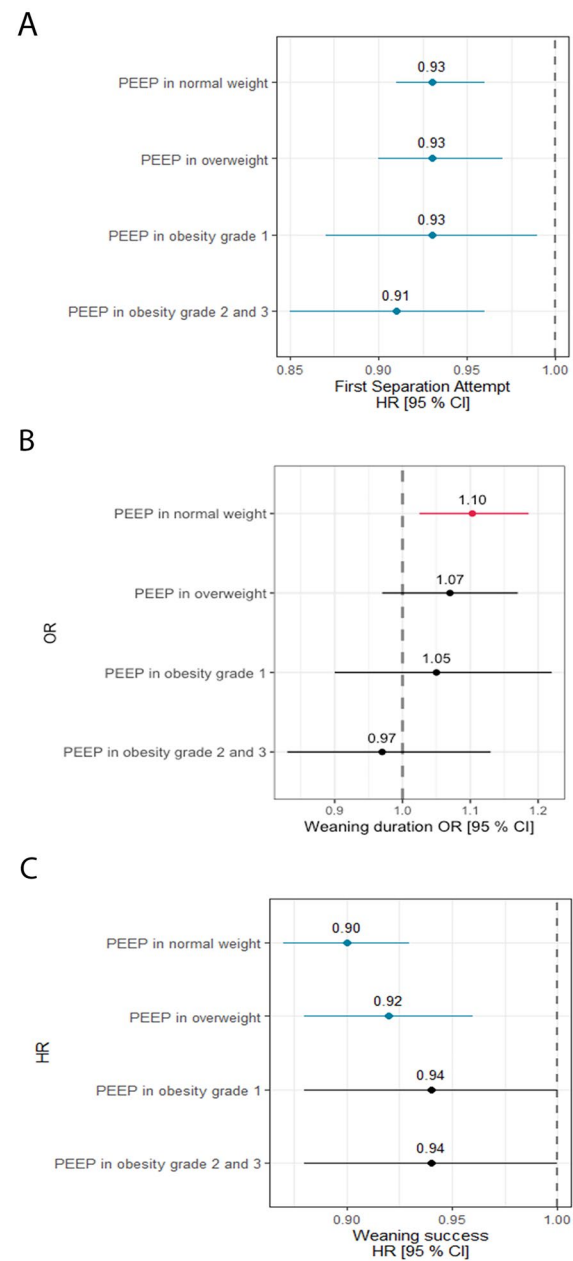 A
0.93
PEEP in normal weight
0.93
PEEP in overweight
0.93
PEEP in obesity grade 1
0.91
PEEP in obesity grade 2 and 3
0.85 0.90 0.95 1.00
First Separation Attempt
HR [95 % CI]
B
1.10
PEEP in normal weight
1.07
PEEP in overweight
OR
1.05
PEEP in obesity grade 1
0.97
PEEP in obesity grade 2 and 3
0.9 1.0 1.1 1.2
Weaning duration OR [95 % CI]
C
0.90
PEEP in normal weight
0.92
PEEP in overweight
HR
0.94
PEEP in obesity grade 1
0.94
PEEP in obesity grade 2 and 3
0.90 0.95 1.00
Weaning success
HR [95 % CI]